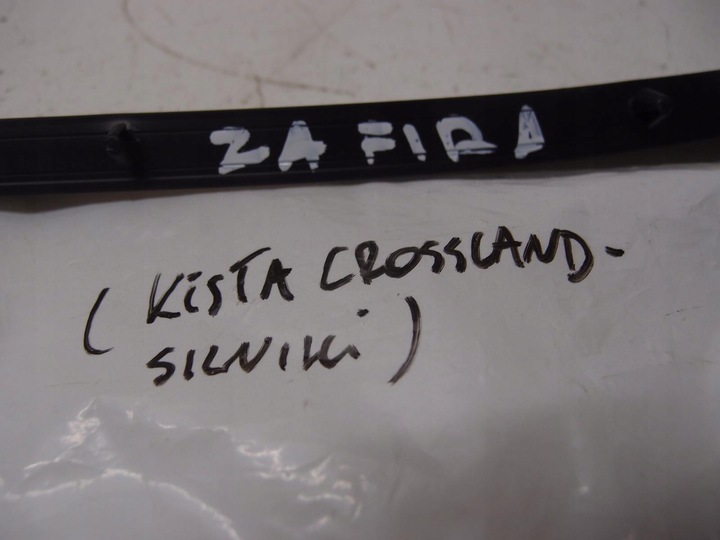 ZAFIRA
(KISTA CROSSLAND-
SILNIKI)